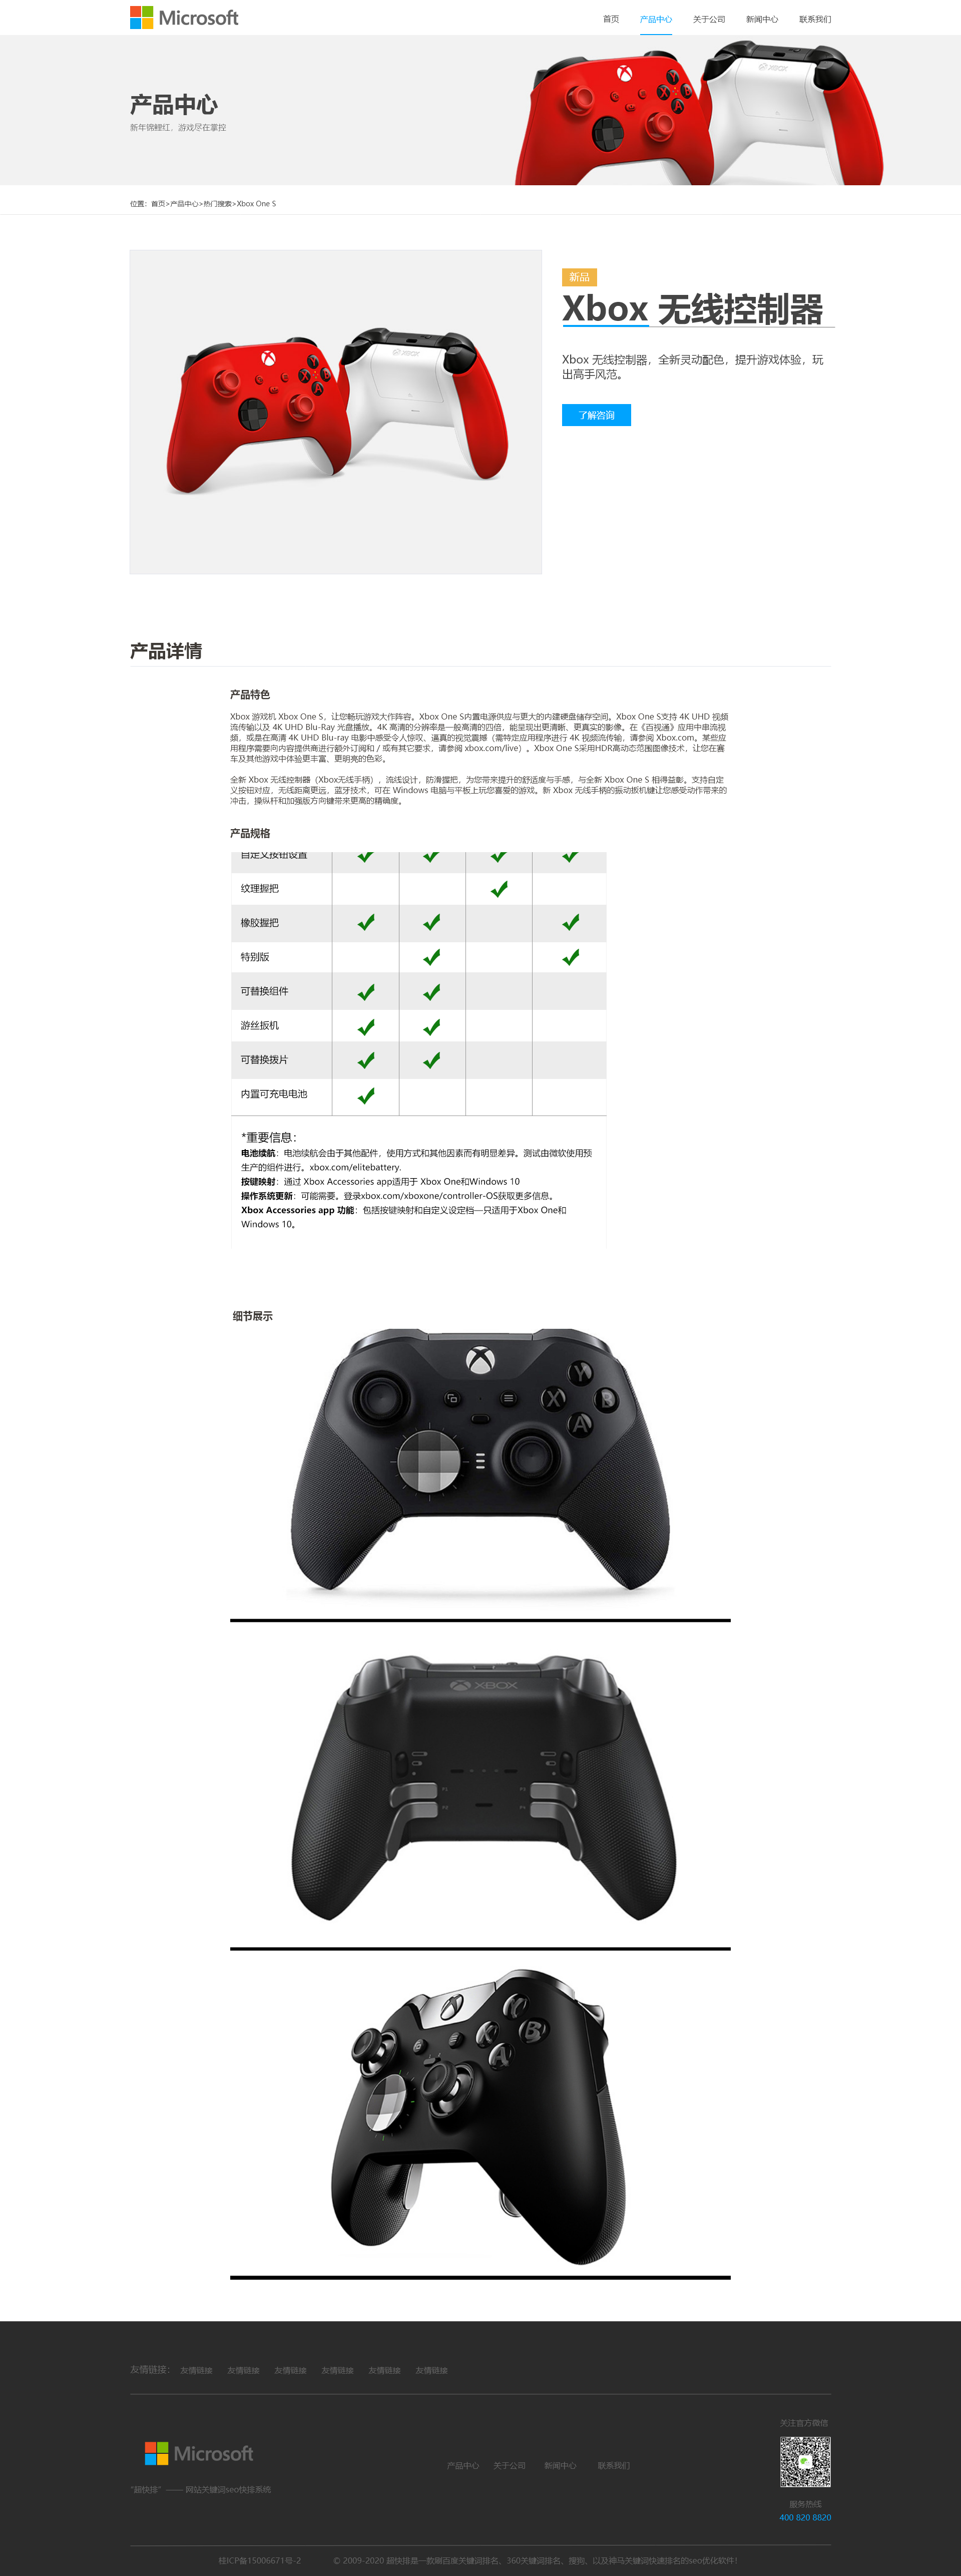 Microsoft
首页 产品中心 关于公司 新闻中心 联系我们
产品中心
新年锦鲤红，游戏尽在掌控
位置：首页>产品中心>热门搜索>Xbox One S
新品
Xbox 无线控制器
Xbox 无线控制器，全新灵动配色，提升游戏体验，玩
出高手风范。
了解咨询
产品详情
产品特色
Xbox 游戏机 Xbox One S，让您畅玩游戏大作阵容。Xbox One S内置电源供应与更大的内建硬盘储存空间。Xbox One S支持 4K UHD 视频
流传输以及 4K UHD Blu-Ray 光盘播放。4K 高清的分辨率是一般高清的四倍，能呈现出更清晰、更真实的影像。在《百视通》应用中串流视
频，或是在高清 4K UHD Blu-ray 电影中感受令人惊叹、逼真的视觉震撼（需特定应用程序进行 4K 视频流传输，请参阅 Xbox.com。某些应
用程序需要向内容提供商进行额外订阅和 / 或有其它要求，请参阅 xbox.com/live）。Xbox One S采用HDR高动态范围图像技术，让您在赛
车及其他游戏中体验更丰富、更明亮的色彩。
全新 Xbox 无线控制器（Xbox无线手柄），流线设计，防滑握把，为您带来提升的舒适度与手感，与全新 Xbox One S 相得益彰。支持自定
义按钮对应，无线距离更远，蓝牙技术，可在 Windows 电脑与平板上玩您喜爱的游戏。新 Xbox 无线手柄的振动扳机键让您感受动作带来的
冲击，操纵杆和加强版方向键带来更高的精确度。
产品规格
自定义按钮设置
纹理握把
橡胶握把
特别版
可替换组件
游丝扳机
可替换拨片
内置可充电电池
*重要信息：
电池续航：电池续航会由于其他配件，使用方式和其他因素而有明显差异。测试由微软使用预
生产的组件进行。xbox.com/elitebattery.
按键映射：通过 Xbox Accessories app适用于 Xbox One和Windows 10
操作系统更新：可能需要。登录xbox.com/xboxone/controller-OS获取更多信息。
Xbox Accessories app 功能：包括按键映射和自定义设定档—只适用于Xbox One和
Windows 10。
细节展示
Y
X B
A
XBOX
P1 P3
P2 P4
Y
X B
A
友情链接： 友情链接 友情链接 友情链接 友情链接 友情链接 友情链接
关注官方微信
Microsoft
产品中心 关于公司 新闻中心 联系我们
“超快排” —— 网站关键词seo快排系统
服务热线
400 820 8820
桂ICP备15006671号-2 © 2009-2020 超快排是一款刷百度关键词排名，360关键词排名，搜狗，以及神马关键词快速排名的seo优化软件！